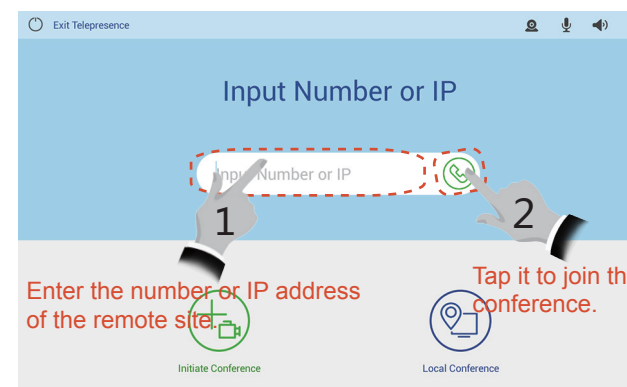 Exit Telepresence
Input Number or IP
Input Number or IP
1
2
Enter the number or IP address
of the remote site.
Tap it to join th
conference.
Initiate Conference
Local Conference